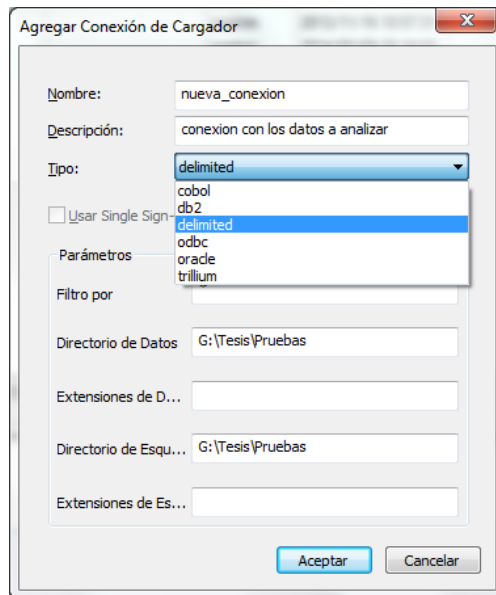 Agregar Conexión de Cargador
Nombre: nueva_conexion
Descripción: conexion con los datos a analizar
Tipo: delimited
cobol
db2
Usar Single Sign-
delimited
odbc
Parámetros
oracle
trillium
Filtro por
Directorio de Datos G:\Tesis\Pruebas
Extensiones de D...
Directorio de Esqu... G:\Tesis\Pruebas
Extensiones de Es...
Aceptar Cancelar